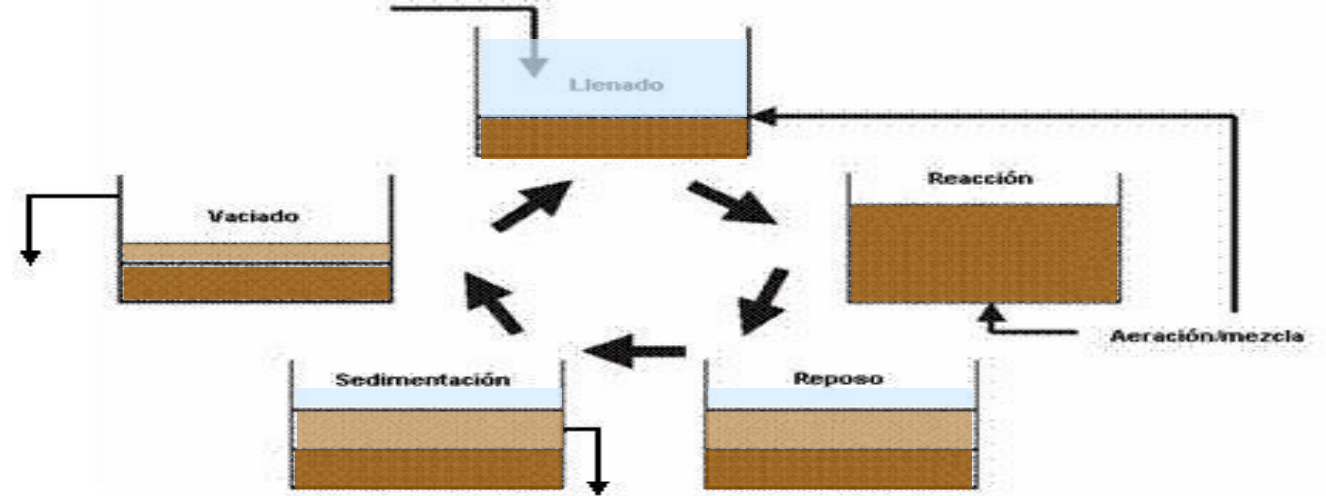 Llenado
Reacción
Vaciado
Aeración/mezcla
Sedimentación
Reposo